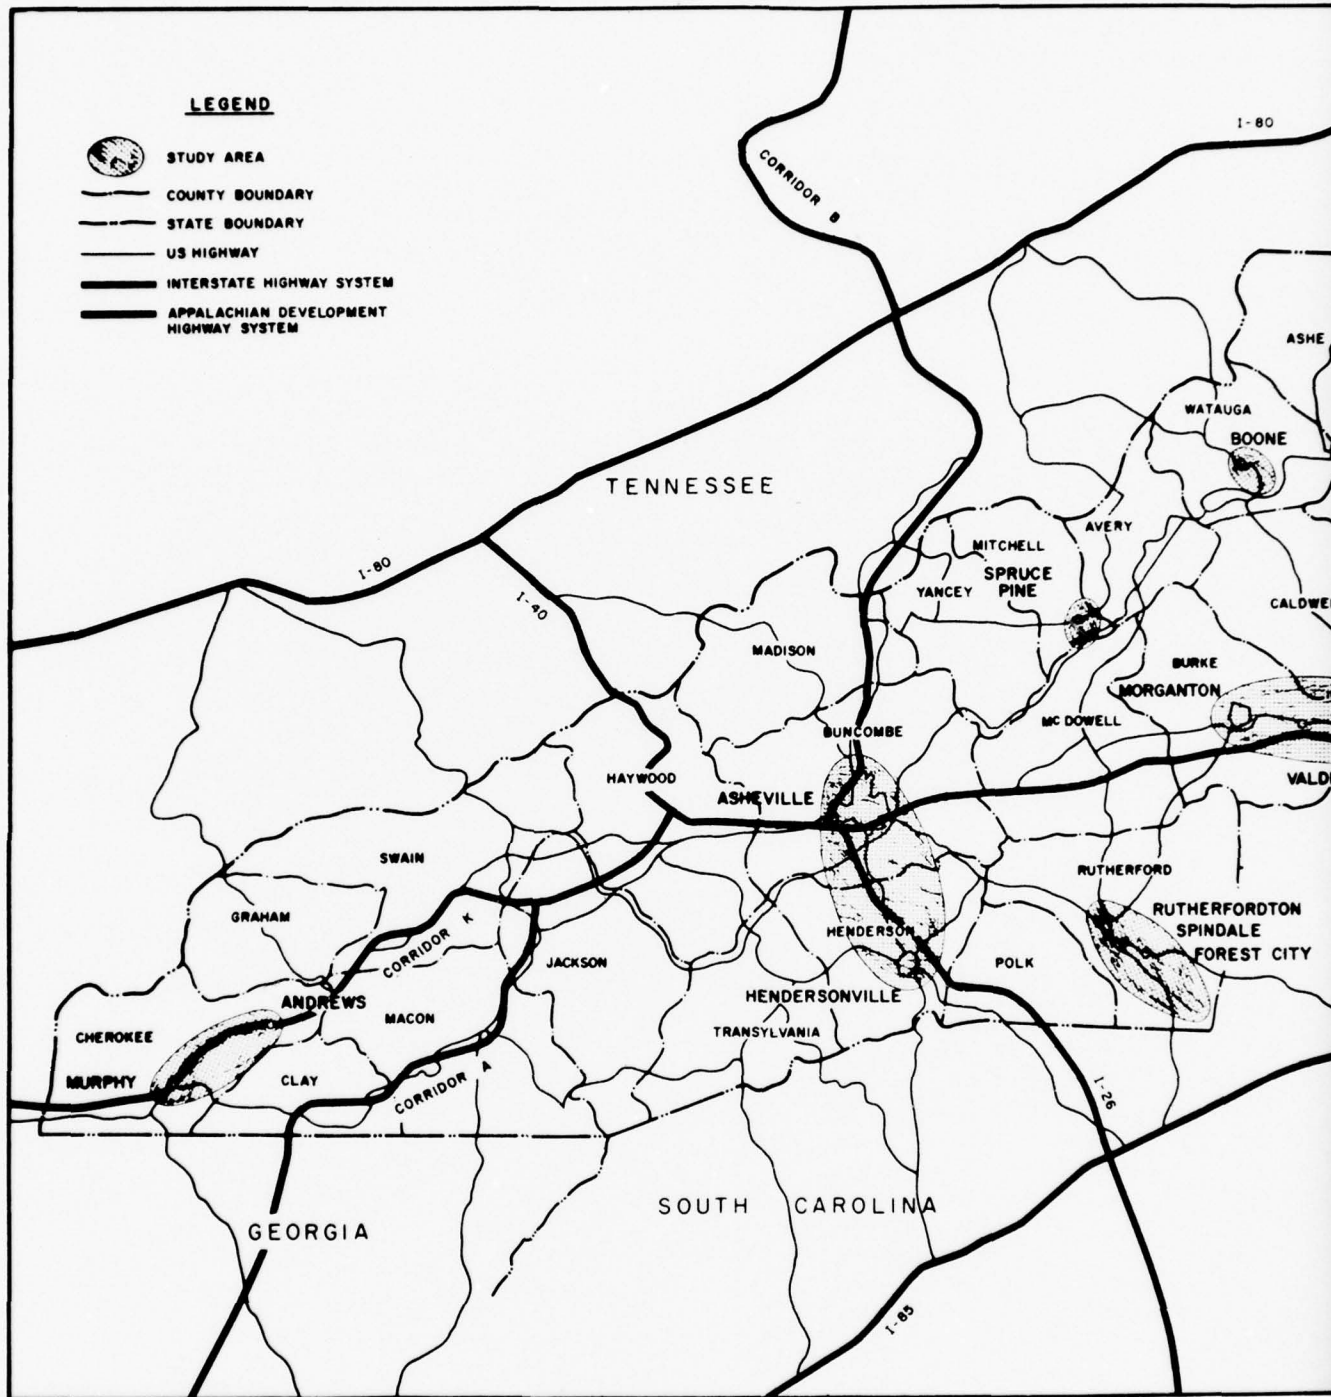 LEGEND
STUDY AREA
COUNTY BOUNDARY
STATE BOUNDARY
US HIGHWAY
INTERSTATE HIGHWAY SYSTEM
APPALACHIAN DEVELOPMENT
HIGHWAY SYSTEM
I-80
CORRIDOR B
ASHE
WATAUGA
BOONE
TENNESSEE
AVERY
MITCHELL
SPRUCE
PINE
YANCEY
I-80
I-40
CALDWE
MADISON
BURKE
MORGANTON
MC DOWELL
BUNCOMBE
HAYWOOD
ASHEVILLE
VALD
SWAIN
RUTHERFORD
GRAHAM
CORRIDOR K
RUTHERFORDTON
SPINDALE
FOREST CITY
HENDERSON
JACKSON
POLK
ANDREWS
HENDERSONVILLE
MACON
CHEROKEE
TRANSYLVANIA
MURPHY
CLAY
CORRIDOR A
I-26
SOUTH CAROLINA
GEORGIA
I-85